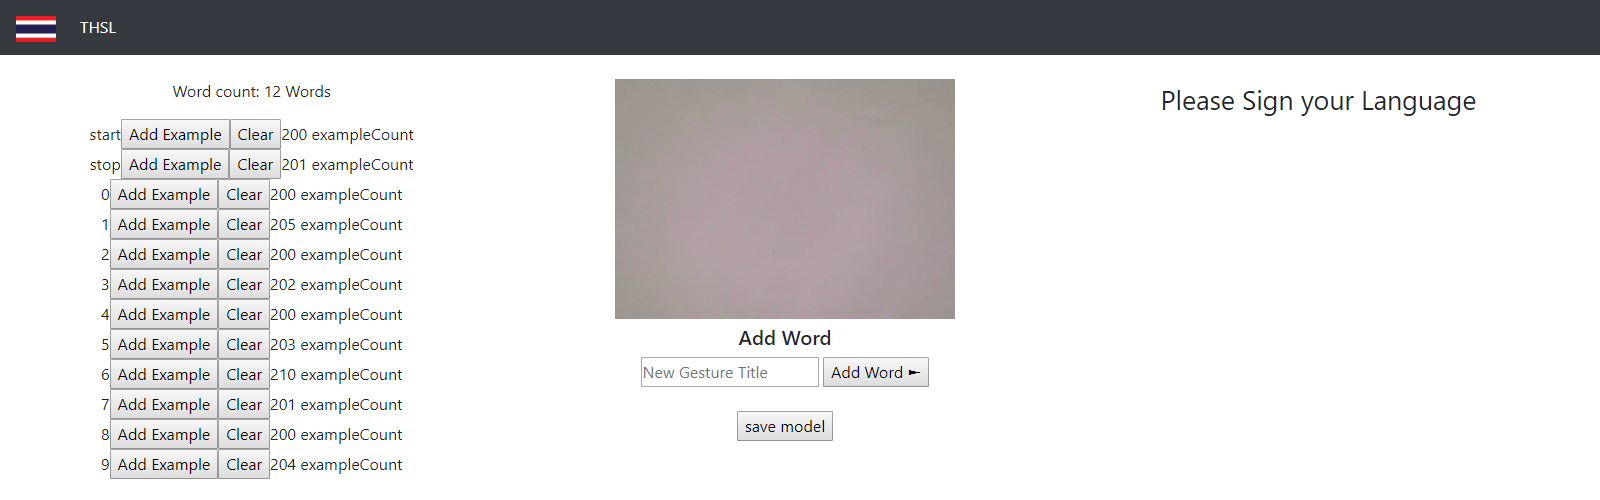 THSL
Word count: 12 Words
start Add Example Clear 200 exampleCount
stop Add Example Clear 201 exampleCount
0 Add Example Clear 200 exampleCount
1 Add Example Clear 205 exampleCount
2 Add Example Clear 200 exampleCount
3 Add Example Clear 202 exampleCount
4 Add Example Clear 200 exampleCount
5 Add Example Clear 203 exampleCount
6 Add Example Clear 210 exampleCount
7 Add Example Clear 201 exampleCount
8 Add Example Clear 200 exampleCount
9 Add Example Clear 204 exampleCount
Add Word
New Gesture Title Add Word ►
save model
Please Sign your Language